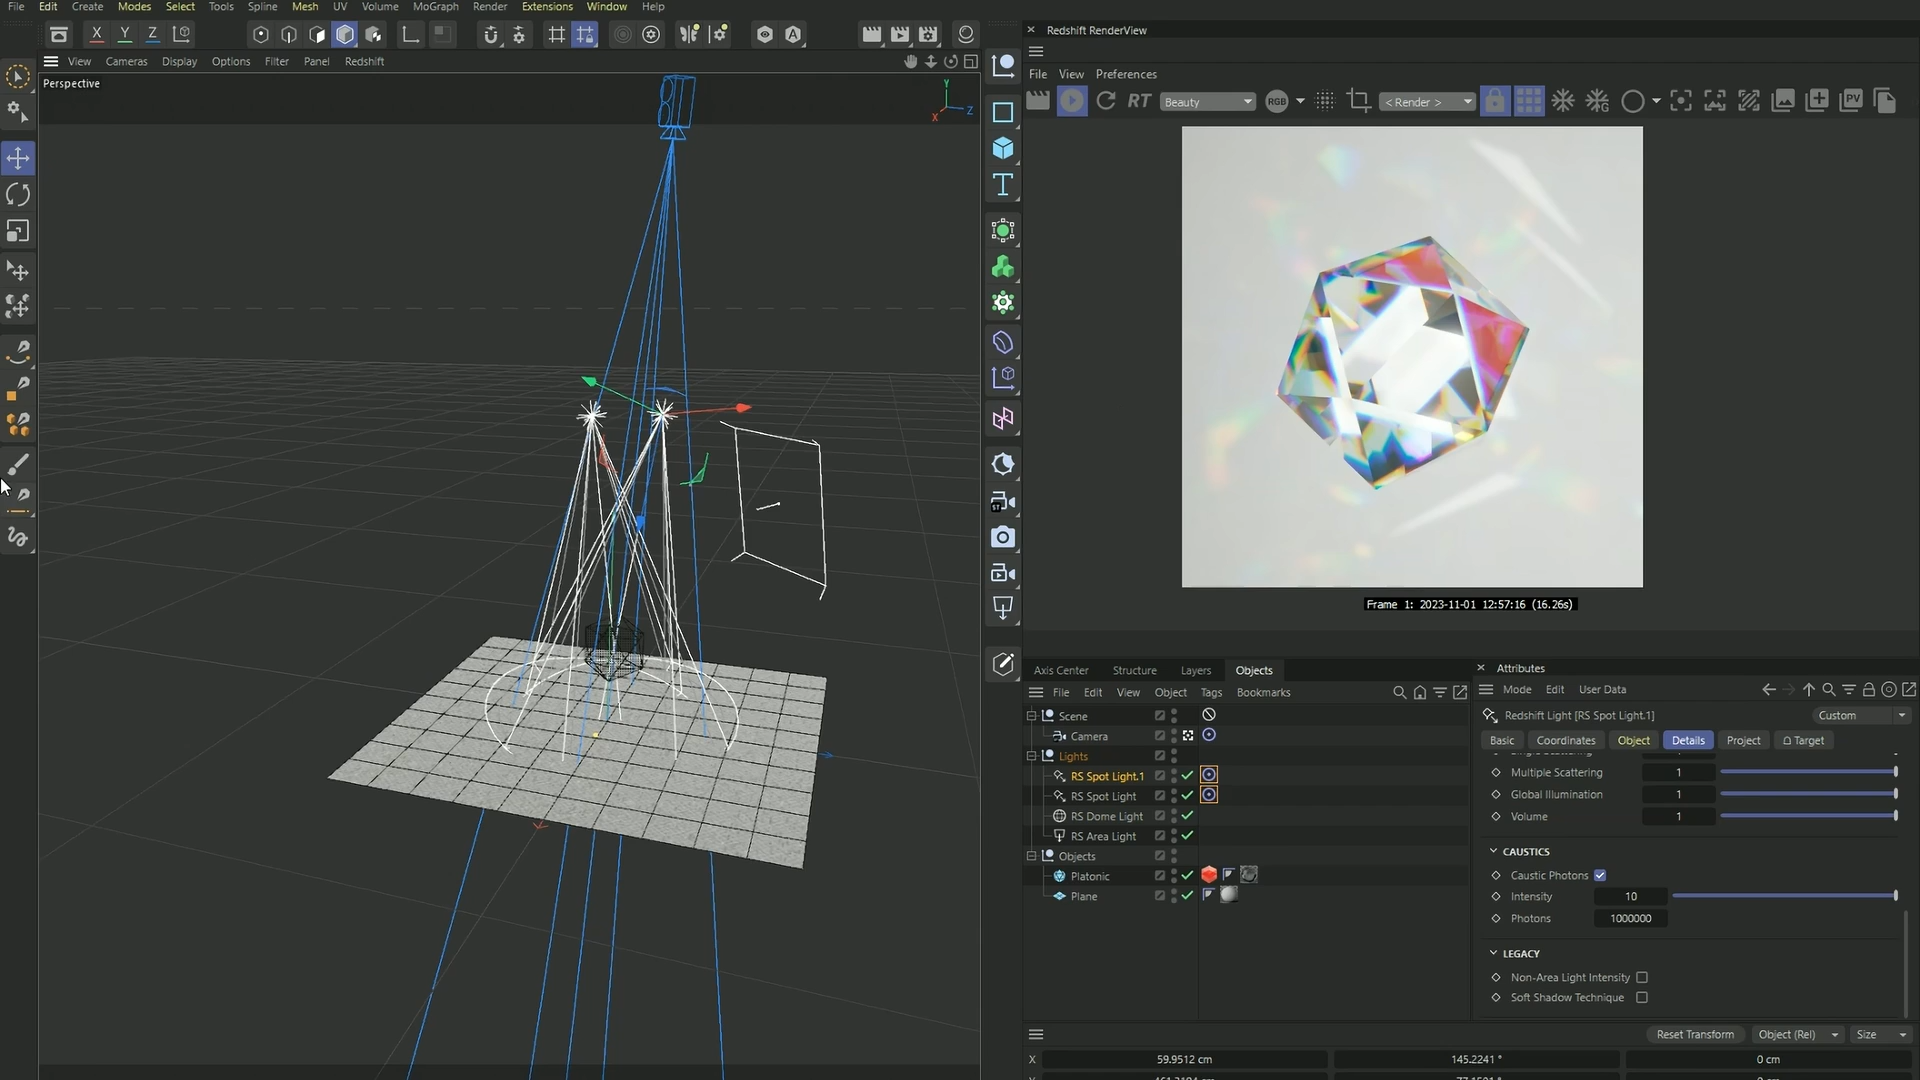 File Edit Create Modes Select Tools Spline Mesh UV Volume MoGraph Render Extensions Window Help
X Y Z
Redshift RenderView
View Cameras Display Options Filter Panel Redshift
File View Preferences
Perspective
Y
X Z
RT Beauty RGB < Render > PV
Frame 1: 2023-11-01 12:57:16 (16.26s)
Axis Center Structure Layers Objects
File Edit View Object Tags Bookmarks
Scene
Camera
Lights
RS Spot Light.1
RS Spot Light
RS Dome Light
RS Area Light
Objects
Platonic
Plane
Attributes
Mode Edit User Data
Redshift Light [RS Spot Light.1] Custom
Basic Coordinates Object Details Project Target
Multiple Scattering 1
Global Illumination 1
Volume 1
CAUSTICS
Caustic Photons
Intensity 10
Photons 1000000
LEGACY
Non-Area Light Intensity
Soft Shadow Technique
Reset Transform Object (Rel) Size
X 59.9512 cm 145.2241 ° 0 cm